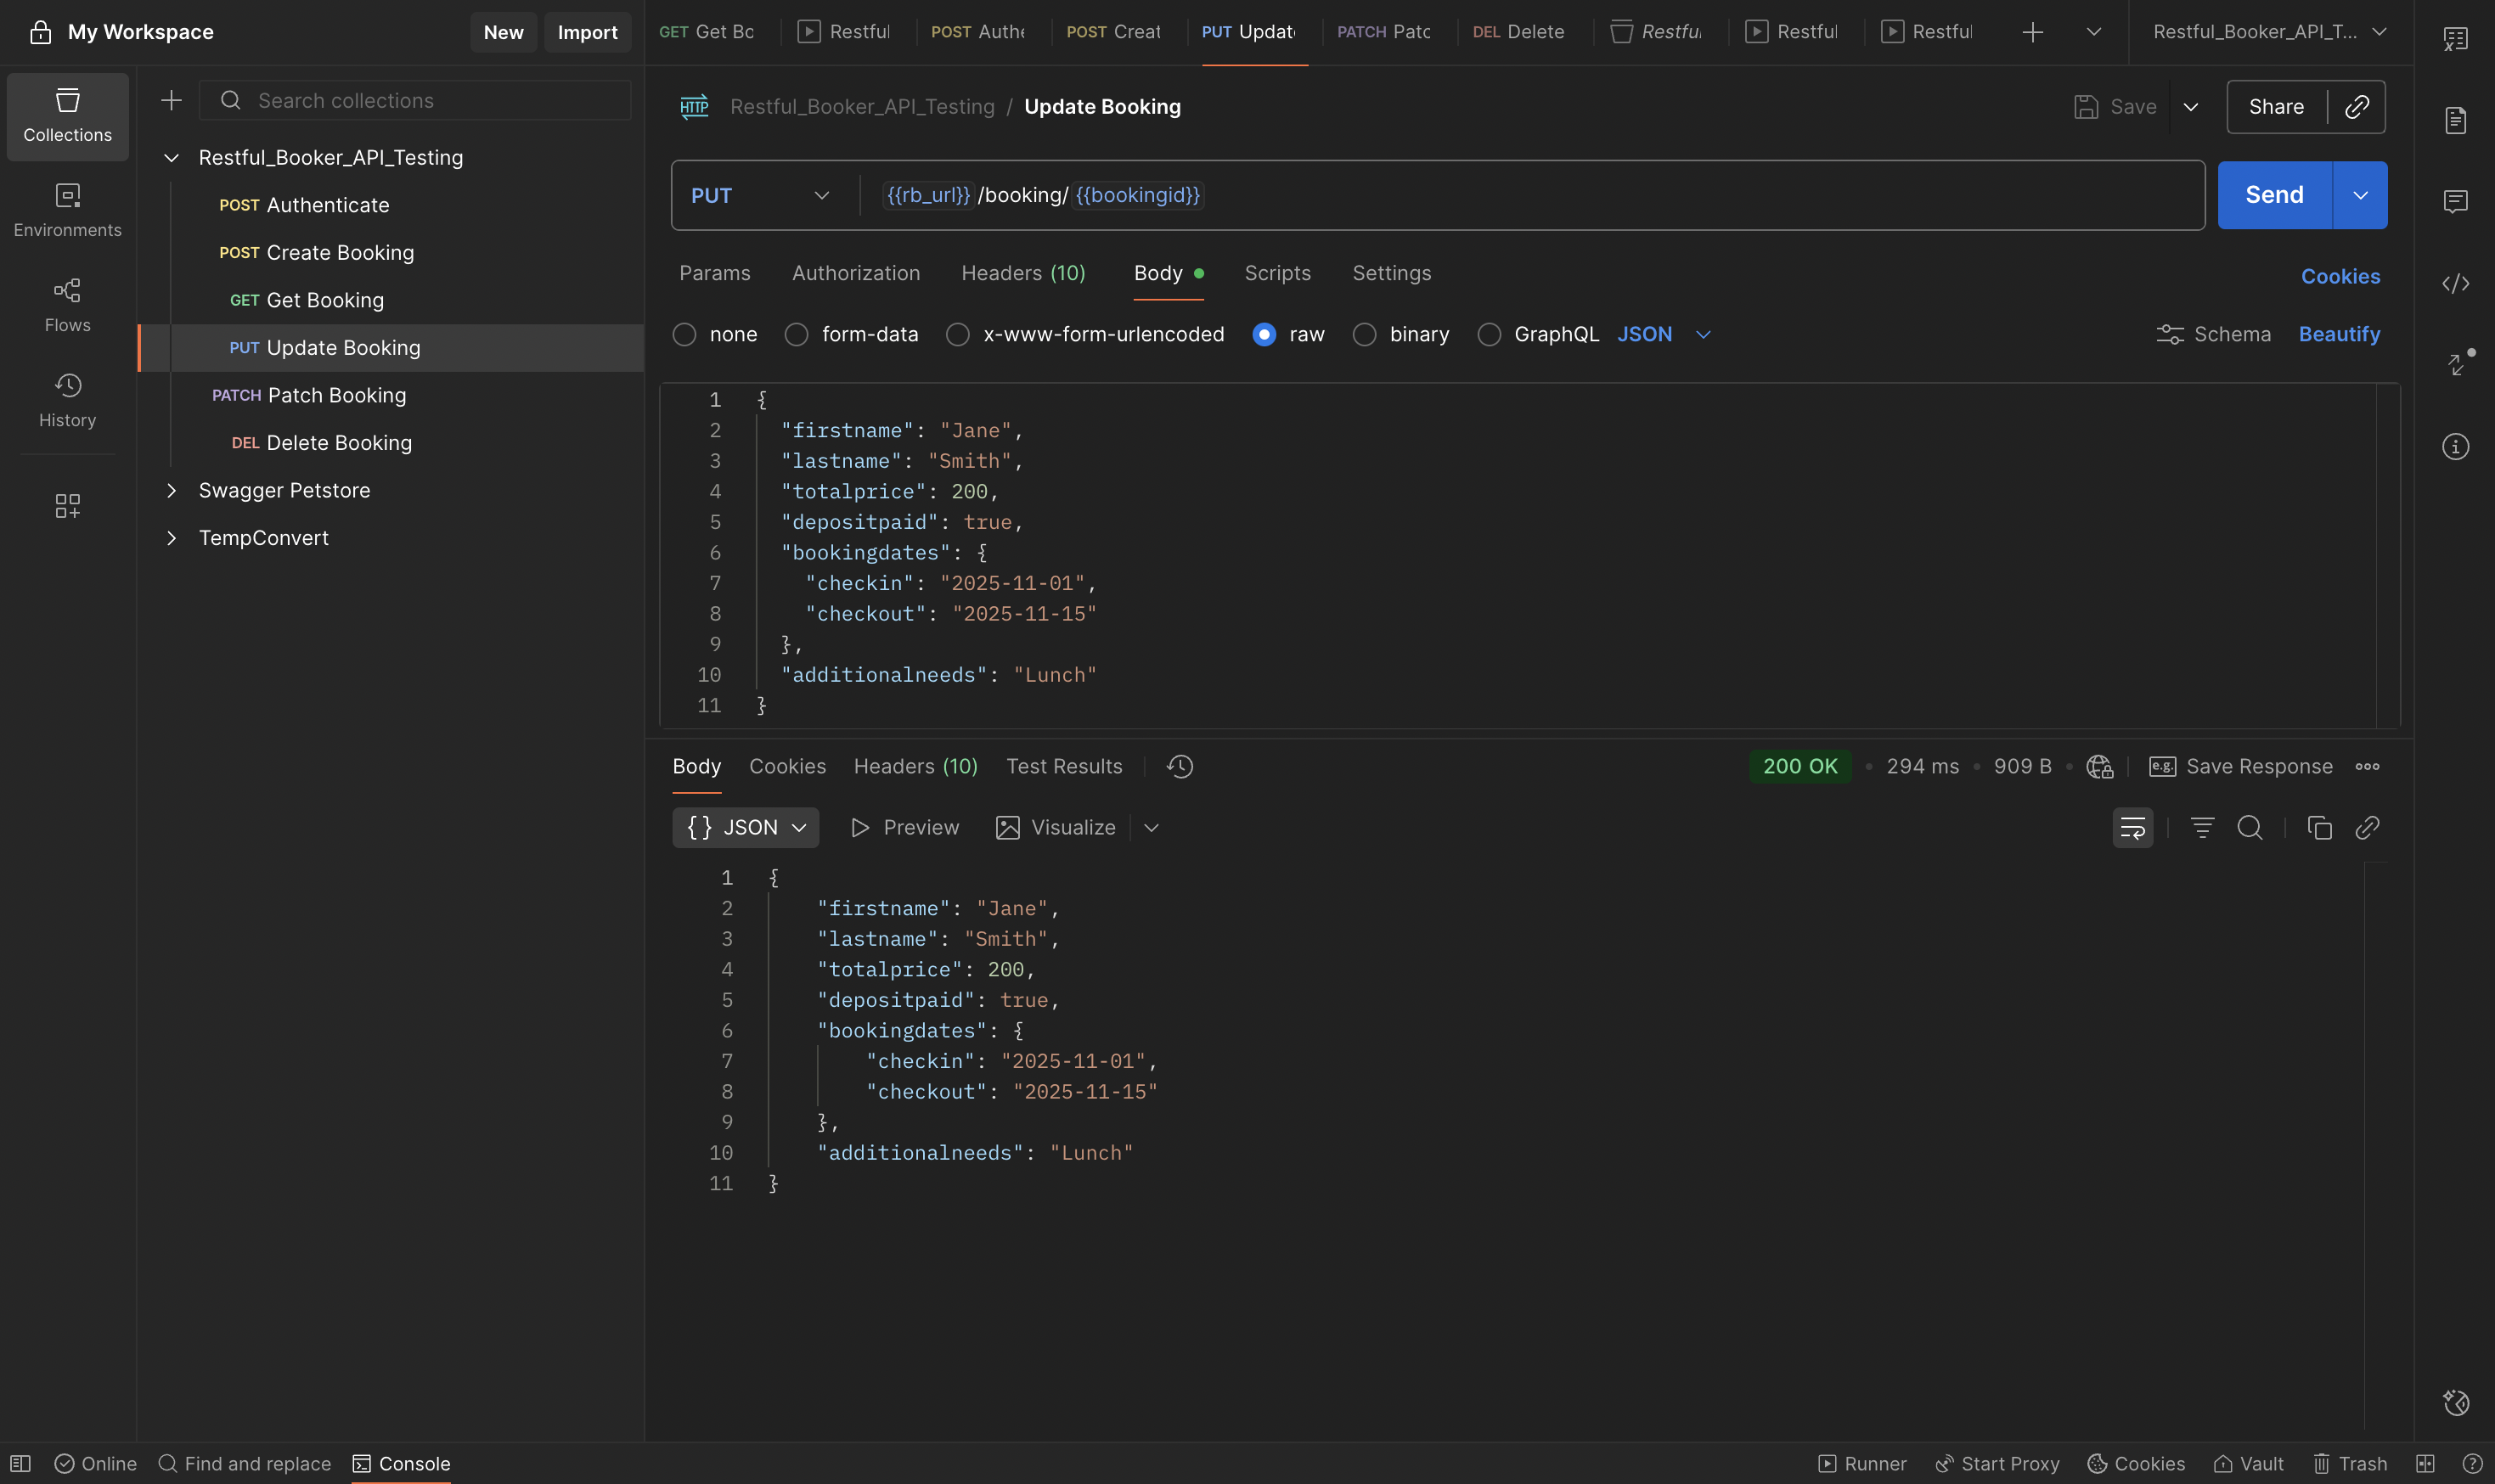 My Workspace
New
Import
GET Get Bo
Restful
POST Authe
POST Creat
PUT Updat
PATCH Patc
DEL Delete
Restful
Restful
Restful
Restful_Booker_API_T...
Collections
Environments
Flows
History
Search collections
Restful_Booker_API_Testing
POST Authenticate
POST Create Booking
GET Get Booking
PUT Update Booking
PATCH Patch Booking
DEL Delete Booking
Swagger Petstore
TempConvert
HTTP Restful_Booker_API_Testing / Update Booking
Save
Share
PUT {{rb_url}}/booking/{{bookingid}}
Send
Params Authorization Headers (10) Body Scripts Settings
Cookies
none form-data x-www-form-urlencoded raw binary GraphQL JSON
Schema Beautify
1 {
2 "firstname": "Jane",
3 "lastname": "Smith",
4 "totalprice": 200,
5 "depositpaid": true,
6 "bookingdates": {
7 "checkin": "2025-11-01",
8 "checkout": "2025-11-15"
9 },
10 "additionalneeds": "Lunch"
11 }
Body Cookies Headers (10) Test Results
200 OK • 294 ms • 909 B • e.g. Save Response
{} JSON Preview Visualize
1 {
2 "firstname": "Jane",
3 "lastname": "Smith",
4 "totalprice": 200,
5 "depositpaid": true,
6 "bookingdates": {
7 "checkin": "2025-11-01",
8 "checkout": "2025-11-15"
9 },
10 "additionalneeds": "Lunch"
11 }
Online Find and replace Console
Runner Start Proxy Cookies Vault Trash